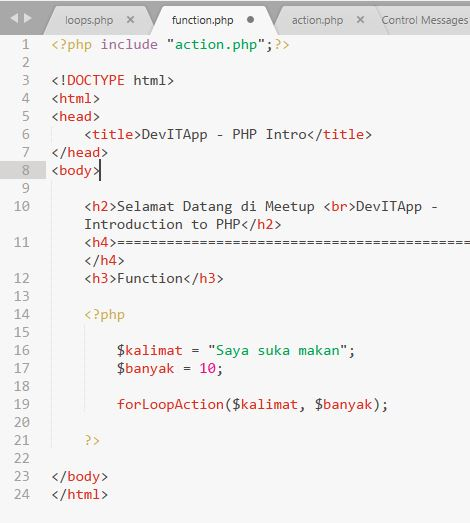 loops.php × function.php ● action.php × Control Messages
1 <?php include "action.php";?>
2
3 <!DOCTYPE html>
4 <html>
5 <head>
6 <title>DevITApp - PHP Intro</title>
7 </head>
8 <body>
9
10 <h2>Selamat Datang di Meetup <br>DevITApp -
Introduction to PHP</h2>
11 <h4>===========================================
</h4>
12 <h3>Function</h3>
13
14 <?php
15
16 $kalimat = "Saya suka makan";
17 $banyak = 10;
18
19 forLoopAction($kalimat, $banyak);
20
21 ?>
22
23 </body>
24 </html>